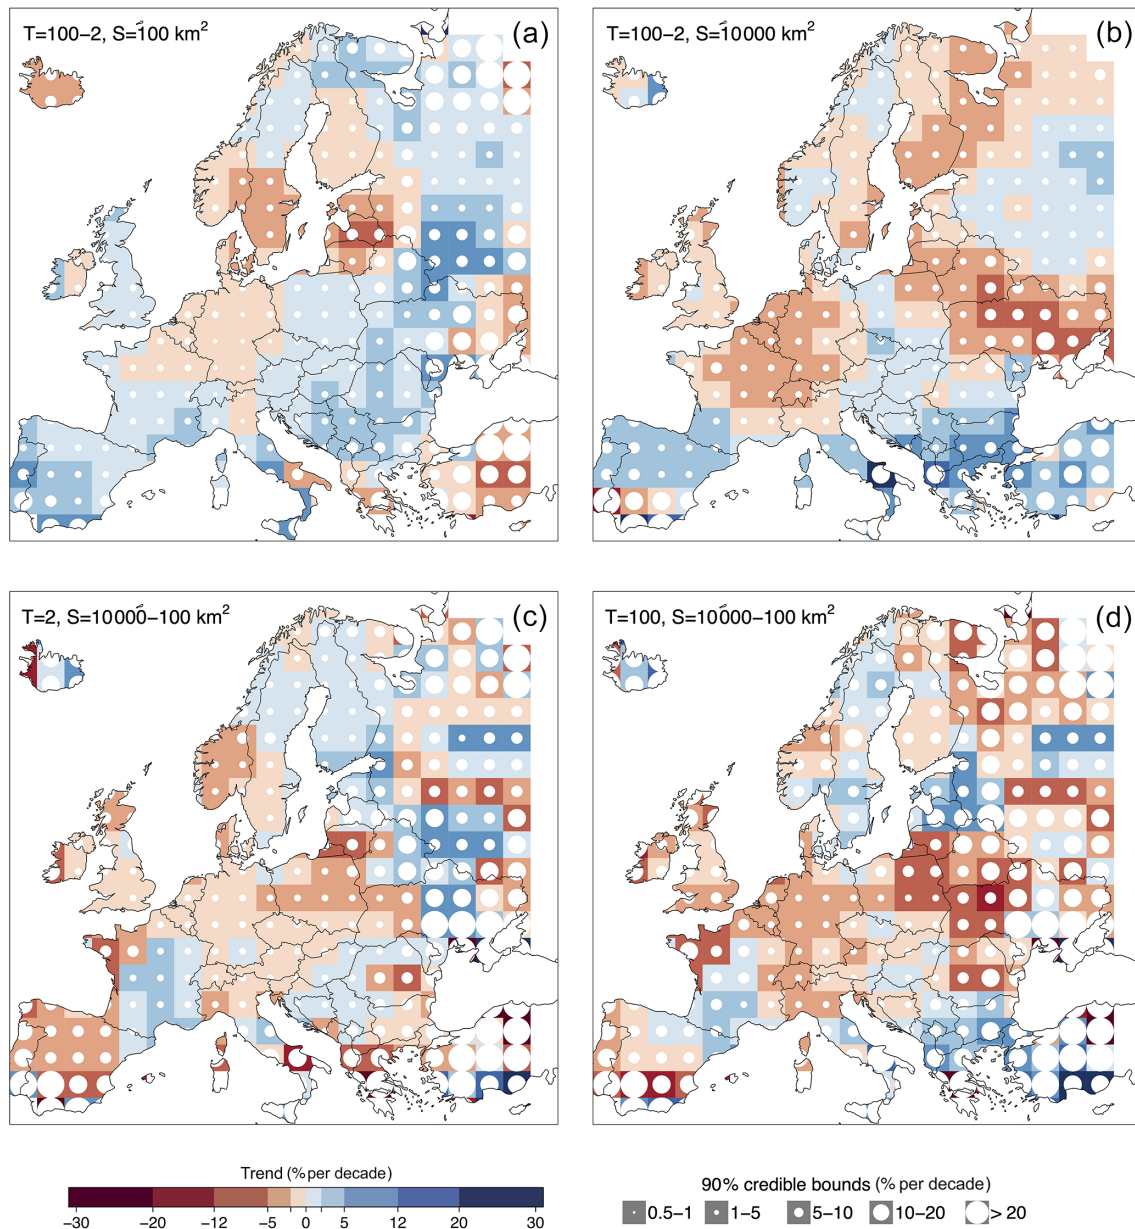 T=100−2, S=100 km²
(a)
T=100−2, S=10000 km²
(b)
T=2, S=10000−100 km²
(c)
T=100, S=10000−100 km²
(d)
Trend (% per decade)
−30 −20 −12 −5 −2 0 2 5 12 20 30
90% credible bounds (% per decade)
0.5−1 1−5 5−10 10−20 > 20